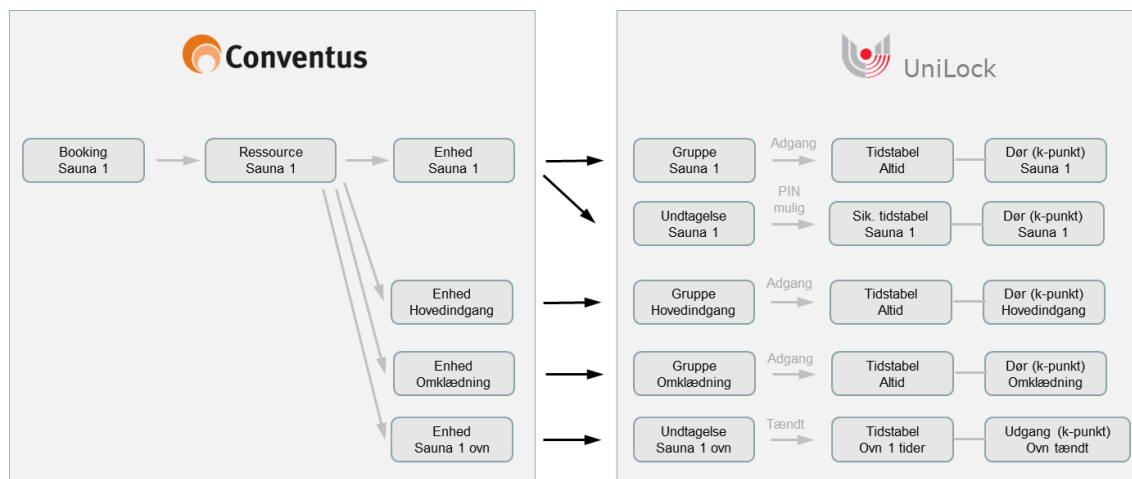 Conventus
UniLock
Booking
Sauna 1
Ressource
Sauna 1
Enhed
Sauna 1
Gruppe
Sauna 1
Adgang
Tidstabel
Altid
Dør (k-punkt)
Sauna 1
Undtagelse
Sauna 1
PIN
mulig
Sik. tidstabel
Sauna 1
Dør (k-punkt)
Sauna 1
Enhed
Hovedindgang
Gruppe
Hovedindgang
Adgang
Tidstabel
Altid
Dør (k-punkt)
Hovedindgang
Enhed
Omklædning
Gruppe
Omklædning
Adgang
Tidstabel
Altid
Dør (k-punkt)
Omklædning
Enhed
Sauna 1 ovn
Undtagelse
Sauna 1 ovn
Tændt
Tidstabel
Ovn 1 tider
Udgang (k-punkt)
Ovn tændt